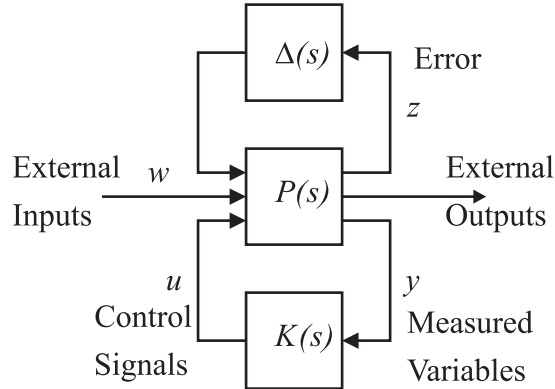 Δ(s)
Error
z
External
Inputs
w
P(s)
External
Outputs
u
Control
Signals
K(s)
y
Measured
Variables